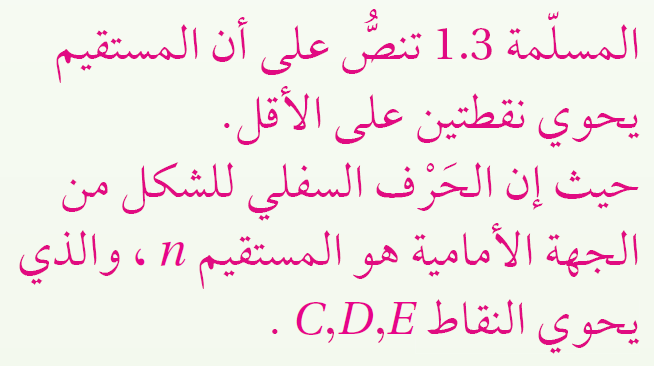 المسلّمة 1.3 تنصُّ على أن المستقيم
يحوي نقطتين على الأقل.
حيث إن الحَرْف السفلي للشكل من
الجهة الأمامية هو المستقيم n ، والذي
يحوي النقاط C,D,E .